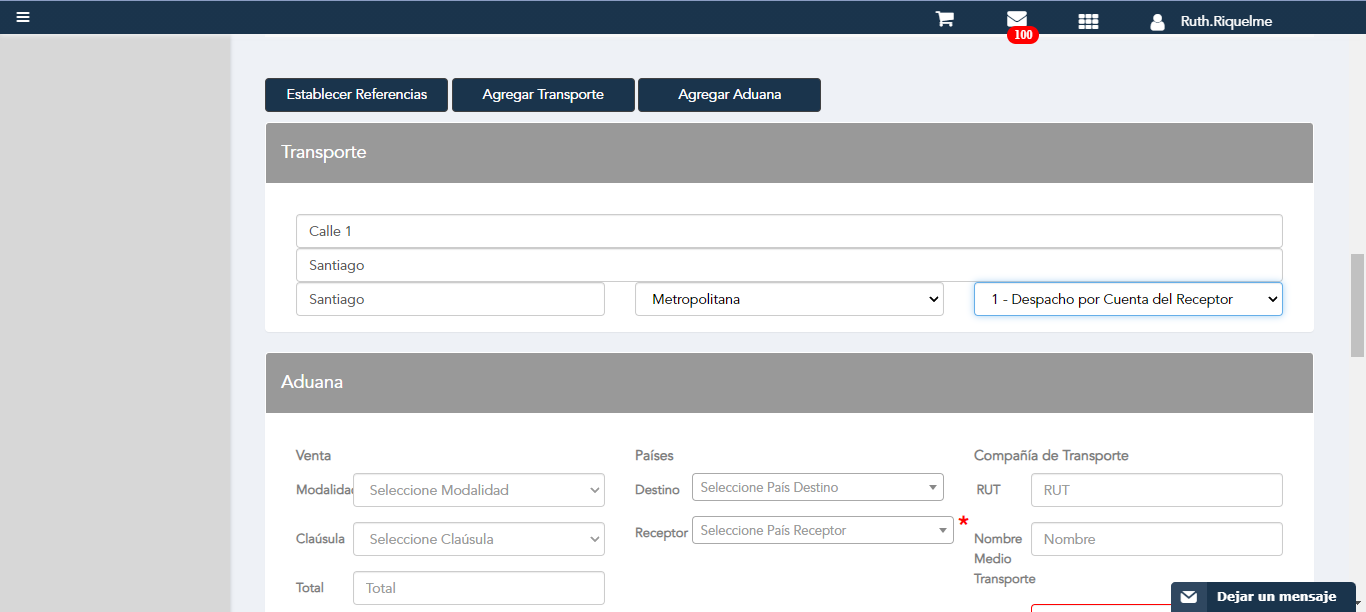 Ruth.Riquelme
100
Establecer Referencias Agregar Transporte Agregar Aduana
Transporte
Calle 1
Santiago
Santiago Metropolitana 1 - Despacho por Cuenta del Receptor
Aduana
Venta Países Compañía de Transporte
Modalidad Seleccione Modalidad Destino Seleccione País Destino RUT RUT
Claúsula Seleccione Claúsula Receptor Seleccione País Receptor * Nombre Medio Transporte Nombre
Total Total
Dejar un mensaje